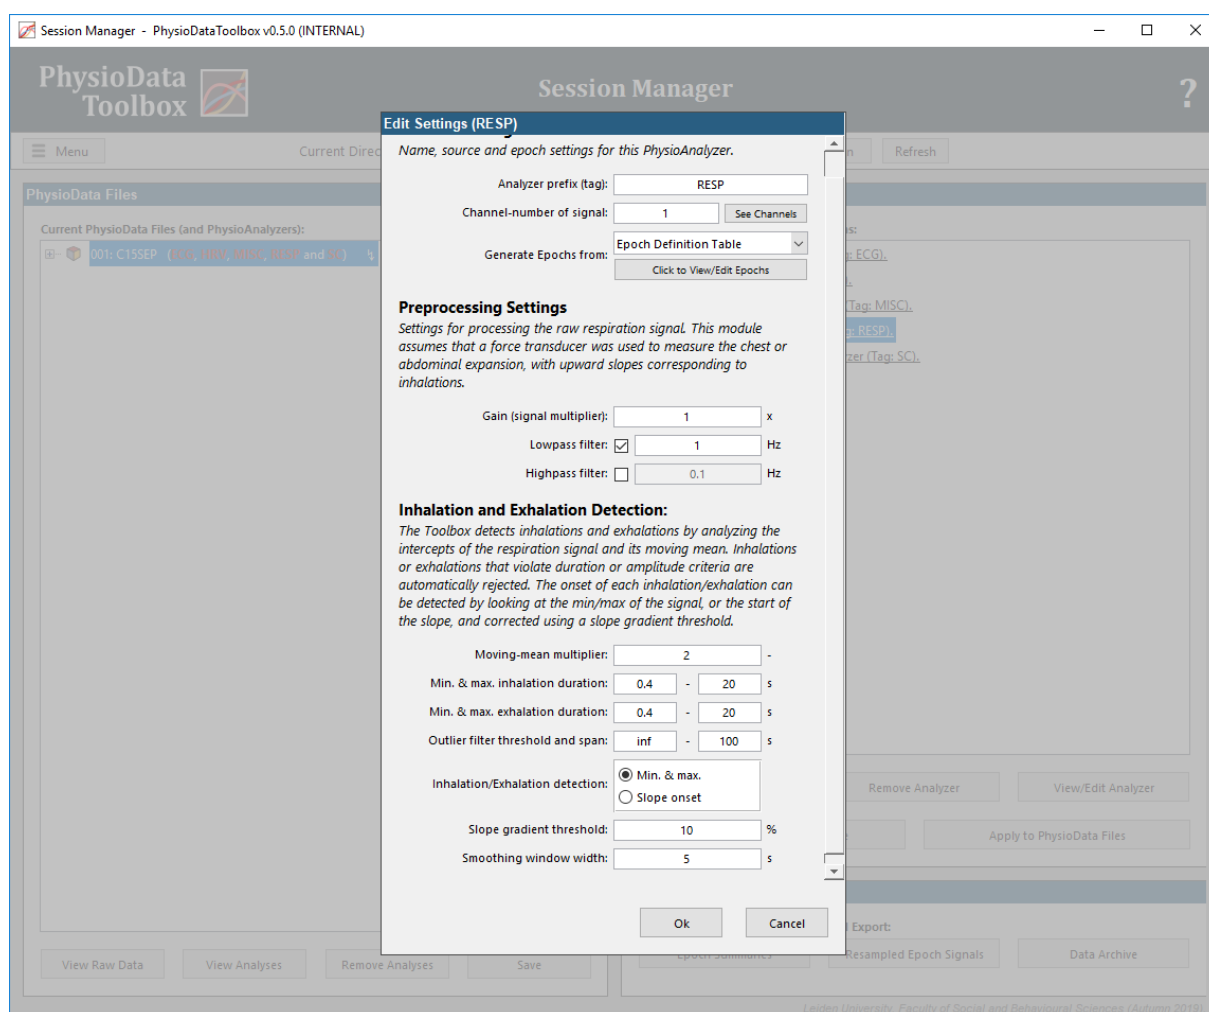 Session Manager - PhysioDataToolbox v0.5.0 (INTERNAL)
PhysioData
Toolbox
Session Manager
?
Menu
Current Direc
n
Refresh
PhysioData Files
Current PhysioData Files (and PhysioAnalyzers):
001: C15SEP (ECG, HRV, MISC, RESP and SC)
s:
g: ECG).
).
(Tag: MISC).
g: RESP).
zer (Tag: SC).
Edit Settings (RESP)
Name, source and epoch settings for this PhysioAnalyzer.
Analyzer prefix (tag): RESP
Channel-number of signal: 1 See Channels
Generate Epochs from: Epoch Definition Table
Click to View/Edit Epochs
Preprocessing Settings
Settings for processing the raw respiration signal. This module
assumes that a force transducer was used to measure the chest or
abdominal expansion, with upward slopes corresponding to
inhalations.
Gain (signal multiplier): 1 x
Lowpass filter: 1 Hz
Highpass filter: 0.1 Hz
Inhalation and Exhalation Detection:
The Toolbox detects inhalations and exhalations by analyzing the
intercepts of the respiration signal and its moving mean. Inhalations
or exhalations that violate duration or amplitude criteria are
automatically rejected. The onset of each inhalation/exhalation can
be detected by looking at the min/max of the signal, or the start of
the slope, and corrected using a slope gradient threshold.
Moving-mean multiplier: 2 -
Min. & max. inhalation duration: 0.4 - 20 s
Min. & max. exhalation duration: 0.4 - 20 s
Outlier filter threshold and span: inf - 100 s
Inhalation/Exhalation detection: Min. & max.
Slope onset
Slope gradient threshold: 10 %
Smoothing window width: 5 s
Ok
Cancel
Remove Analyzer
View/Edit Analyzer
Apply to PhysioData Files
Export:
Epoch Summaries
Resampled Epoch Signals
Data Archive
View Raw Data
View Analyses
Remove Analyses
Save
Leiden University, Faculty of Social and Behavioural Sciences (Autumn 2019)